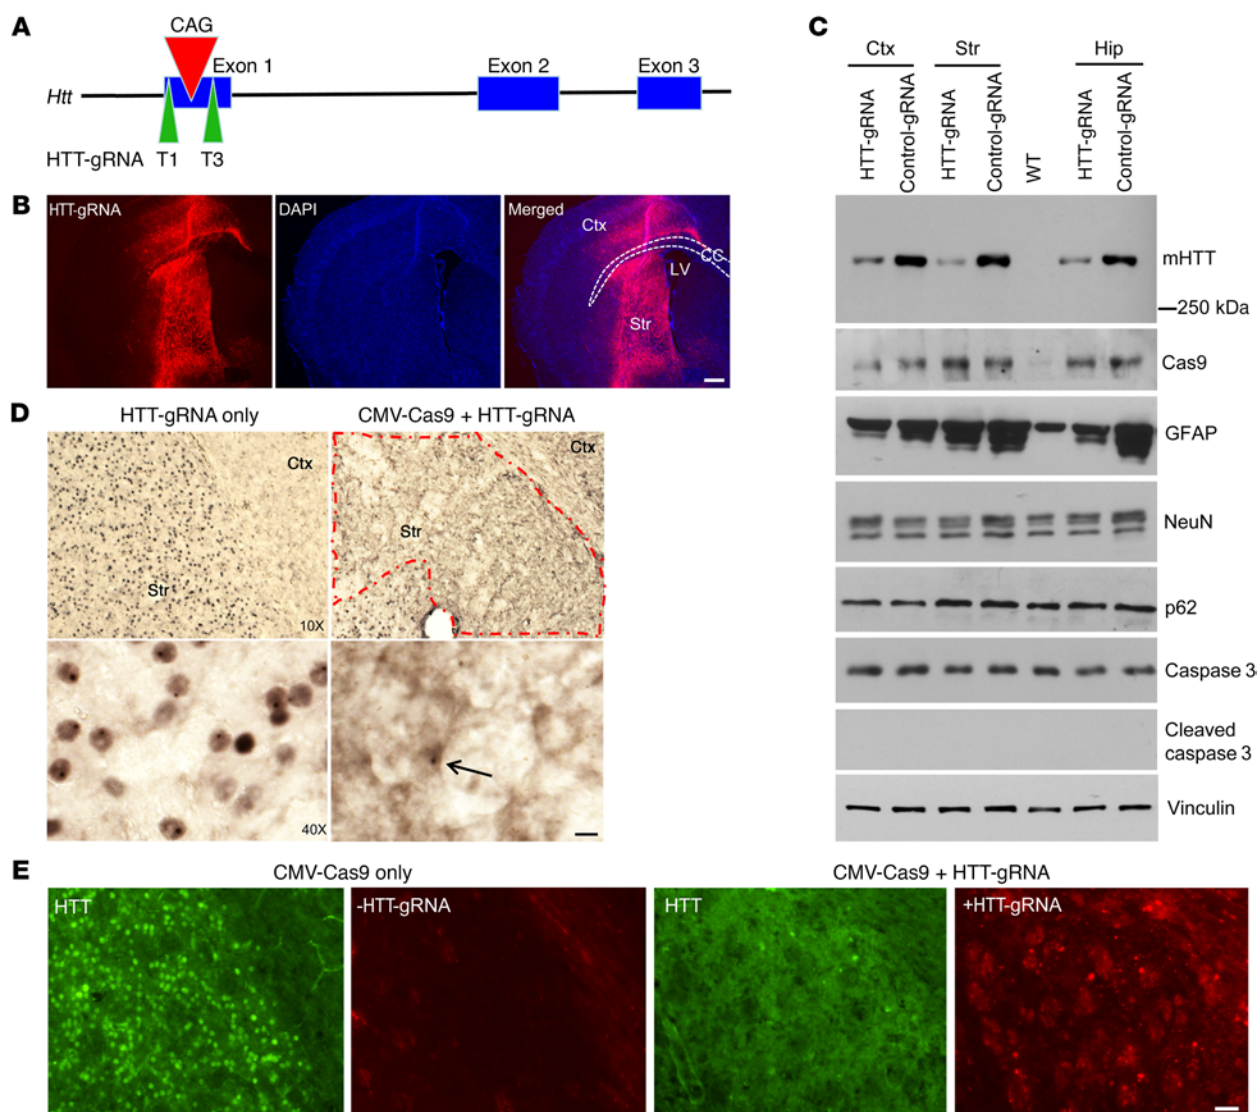 A
CAG
Exon 1
Exon 2
Exon 3
Htt
HTT-gRNA
T1
T3
B
HTT-gRNA
DAPI
Merged
Ctx
CC
LV
Str
C
Ctx
Str
Hip
HTT-gRNA
Control-gRNA
HTT-gRNA
Control-gRNA
WT
HTT-gRNA
Control-gRNA
mHTT
250 kDa
Cas9
GFAP
NeuN
p62
Caspase 3
Cleaved
caspase 3
Vinculin
D
HTT-gRNA only
CMV-Cas9 + HTT-gRNA
Ctx
Str
10X
Ctx
Str
40X
E
CMV-Cas9 only
CMV-Cas9 + HTT-gRNA
HTT
-HTT-gRNA
HTT
+HTT-gRNA